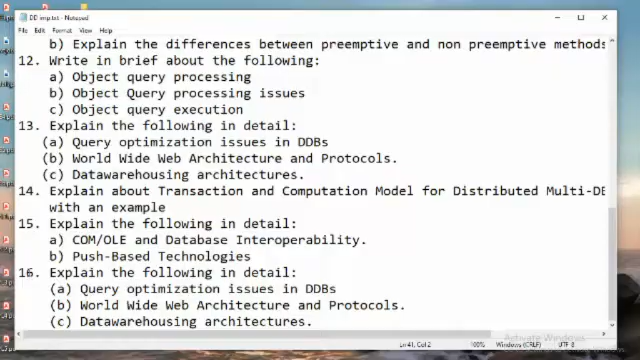 DD imp.txt - Notepad
File Edit Format View Help
b) Explain the differences between preemptive and non preemptive methods
12. Write in brief about the following:
a) Object query processing
b) Object Query processing issues
c) Object query execution
13. Explain the following in detail:
(a) Query optimization issues in DDBs
(b) World Wide Web Architecture and Protocols.
(c) Datawarehousing architectures.
14. Explain about Transaction and Computation Model for Distributed Multi-DB
with an example
15. Explain the following in detail:
a) COM/OLE and Database Interoperability.
b) Push-Based Technologies
16. Explain the following in detail:
(a) Query optimization issues in DDBs
(b) World Wide Web Architecture and Protocols.
(c) Datawarehousing architectures.
Activate Windows
Ln 41, Col 2 100% Windows (CRLF) UTF-8